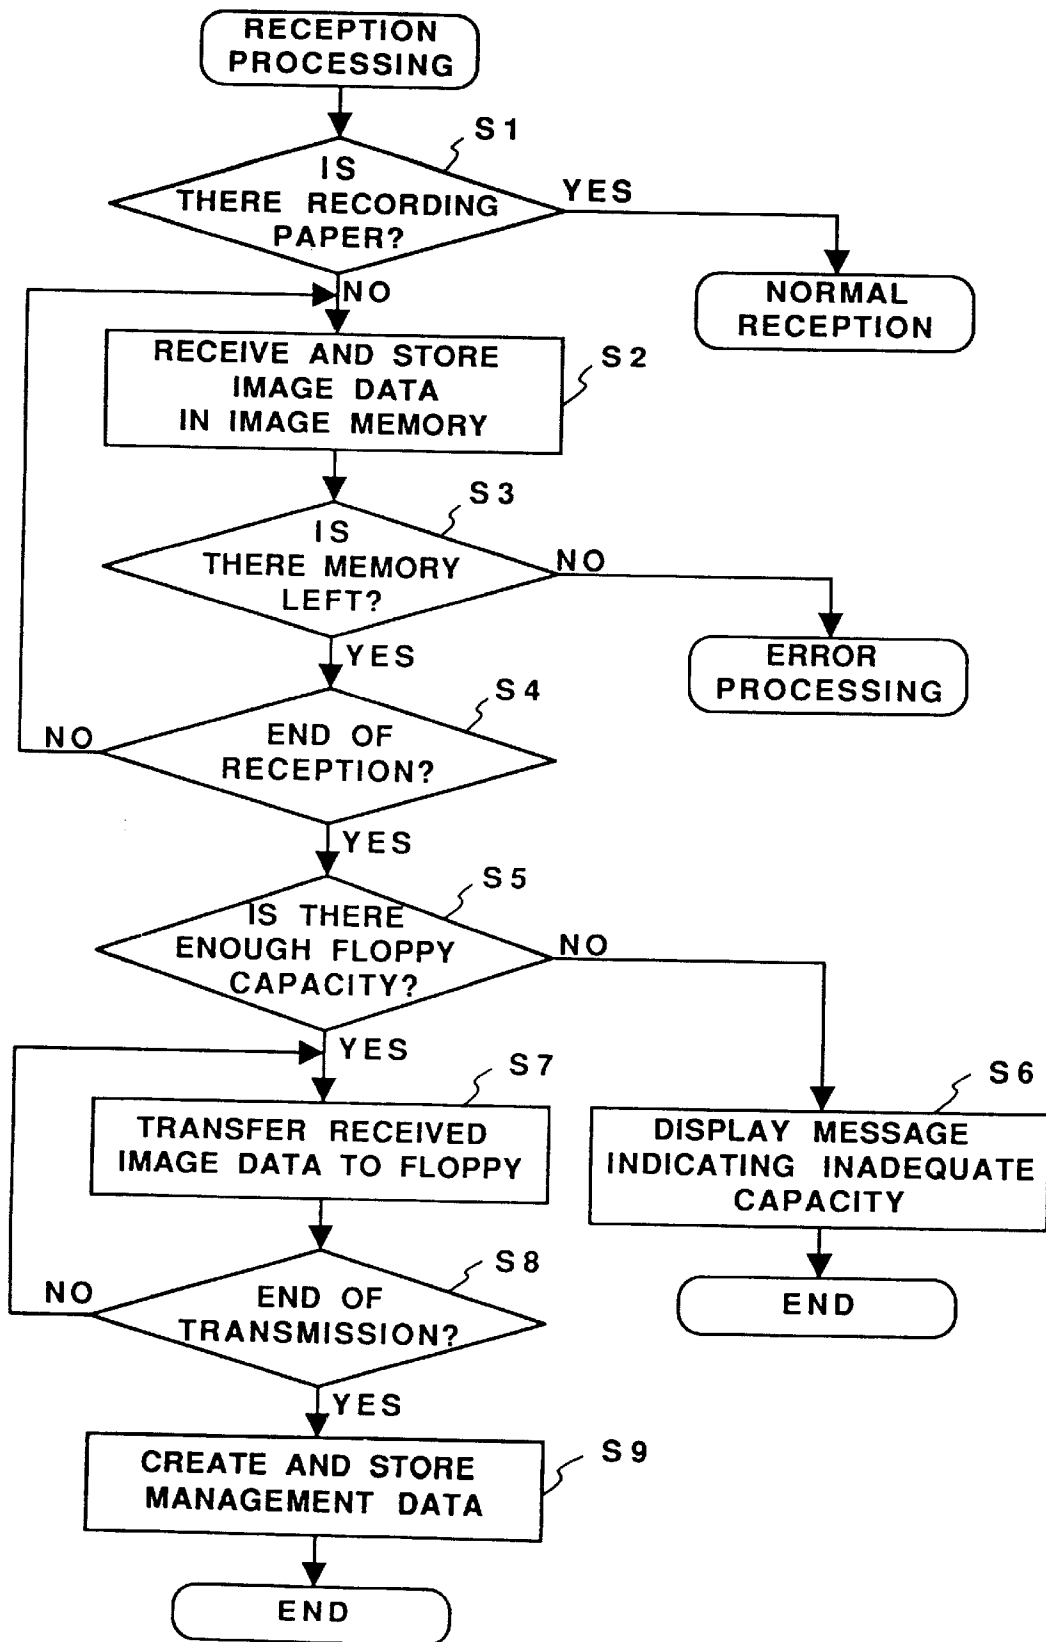 RECEPTION
PROCESSING
S1
IS
THERE RECORDING
PAPER?
YES
NO
NORMAL
RECEPTION
RECEIVE AND STORE
IMAGE DATA
IN IMAGE MEMORY
S2
S3
IS
THERE MEMORY
LEFT?
NO
YES
ERROR
PROCESSING
S4
END OF
RECEPTION?
NO
YES
S5
IS THERE
ENOUGH FLOPPY
CAPACITY?
NO
YES
S7
TRANSFER RECEIVED
IMAGE DATA TO FLOPPY
S6
DISPLAY MESSAGE
INDICATING INADEQUATE
CAPACITY
END
S8
END OF
TRANSMISSION?
NO
YES
CREATE AND STORE
MANAGEMENT DATA
S9
END